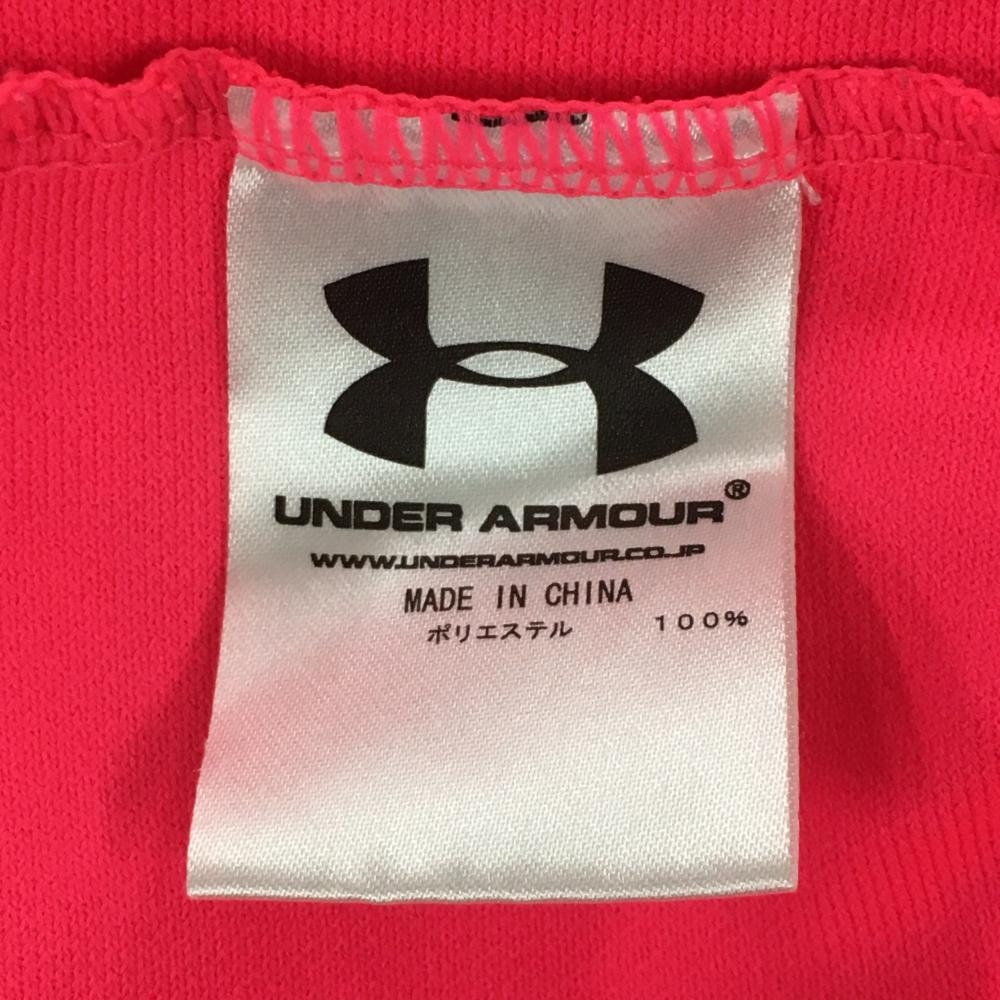 UNDER ARMOUR®
WWW.UNDERARMOUR.CO.JP
MADE IN CHINA
ポリエステル 100%